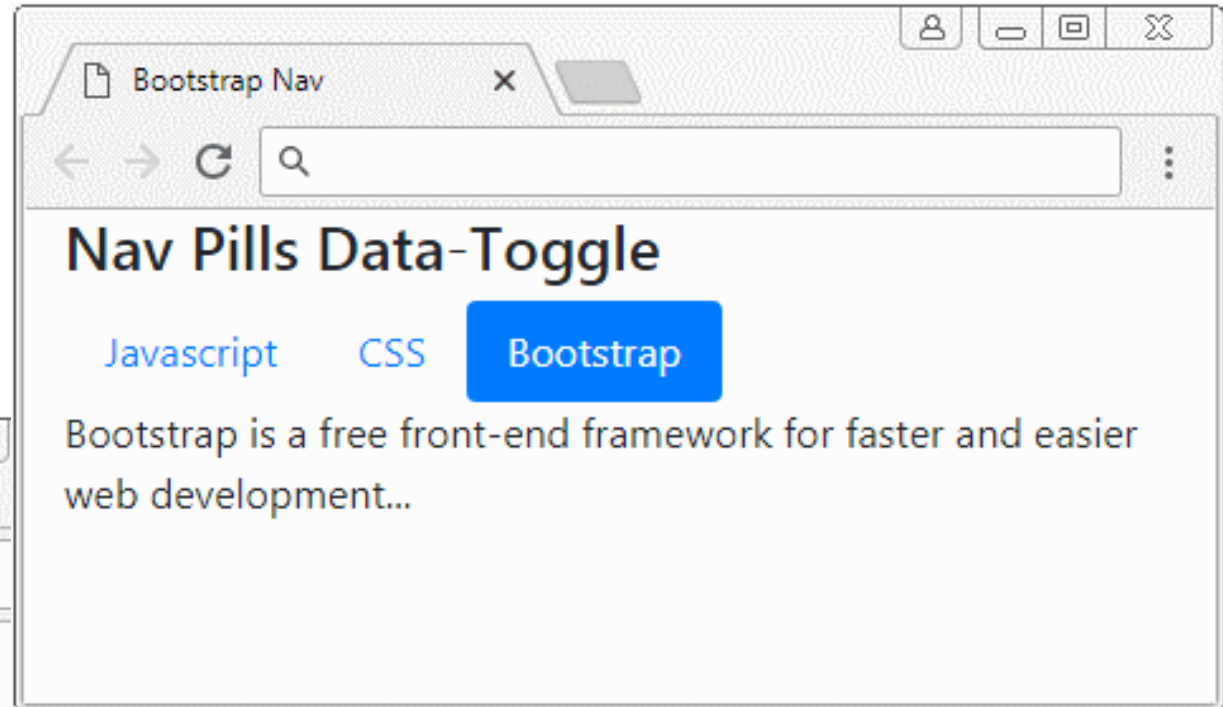 Bootstrap Nav
Nav Pills Data-Toggle
Javascript CSS Bootstrap
Bootstrap is a free front-end framework for faster and easier
web development...